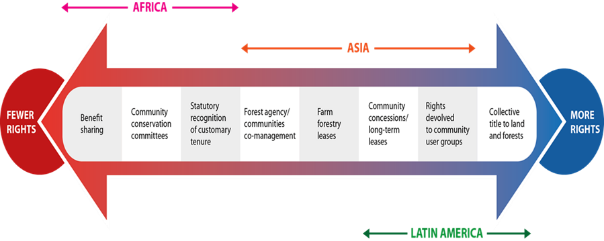 AFRICA
ASIA
FEWER
RIGHTS
Benefit
sharing
Community
conservation
committees
Statutory
recognition
of customary
tenure
Forest agency/
communities
co-management
Farm
forestry
leases
Community
concessions/
long-term
leases
Rights
devolved to
community
user groups
Collective
title to land
and forests
MORE
RIGHTS
LATIN AMERICA